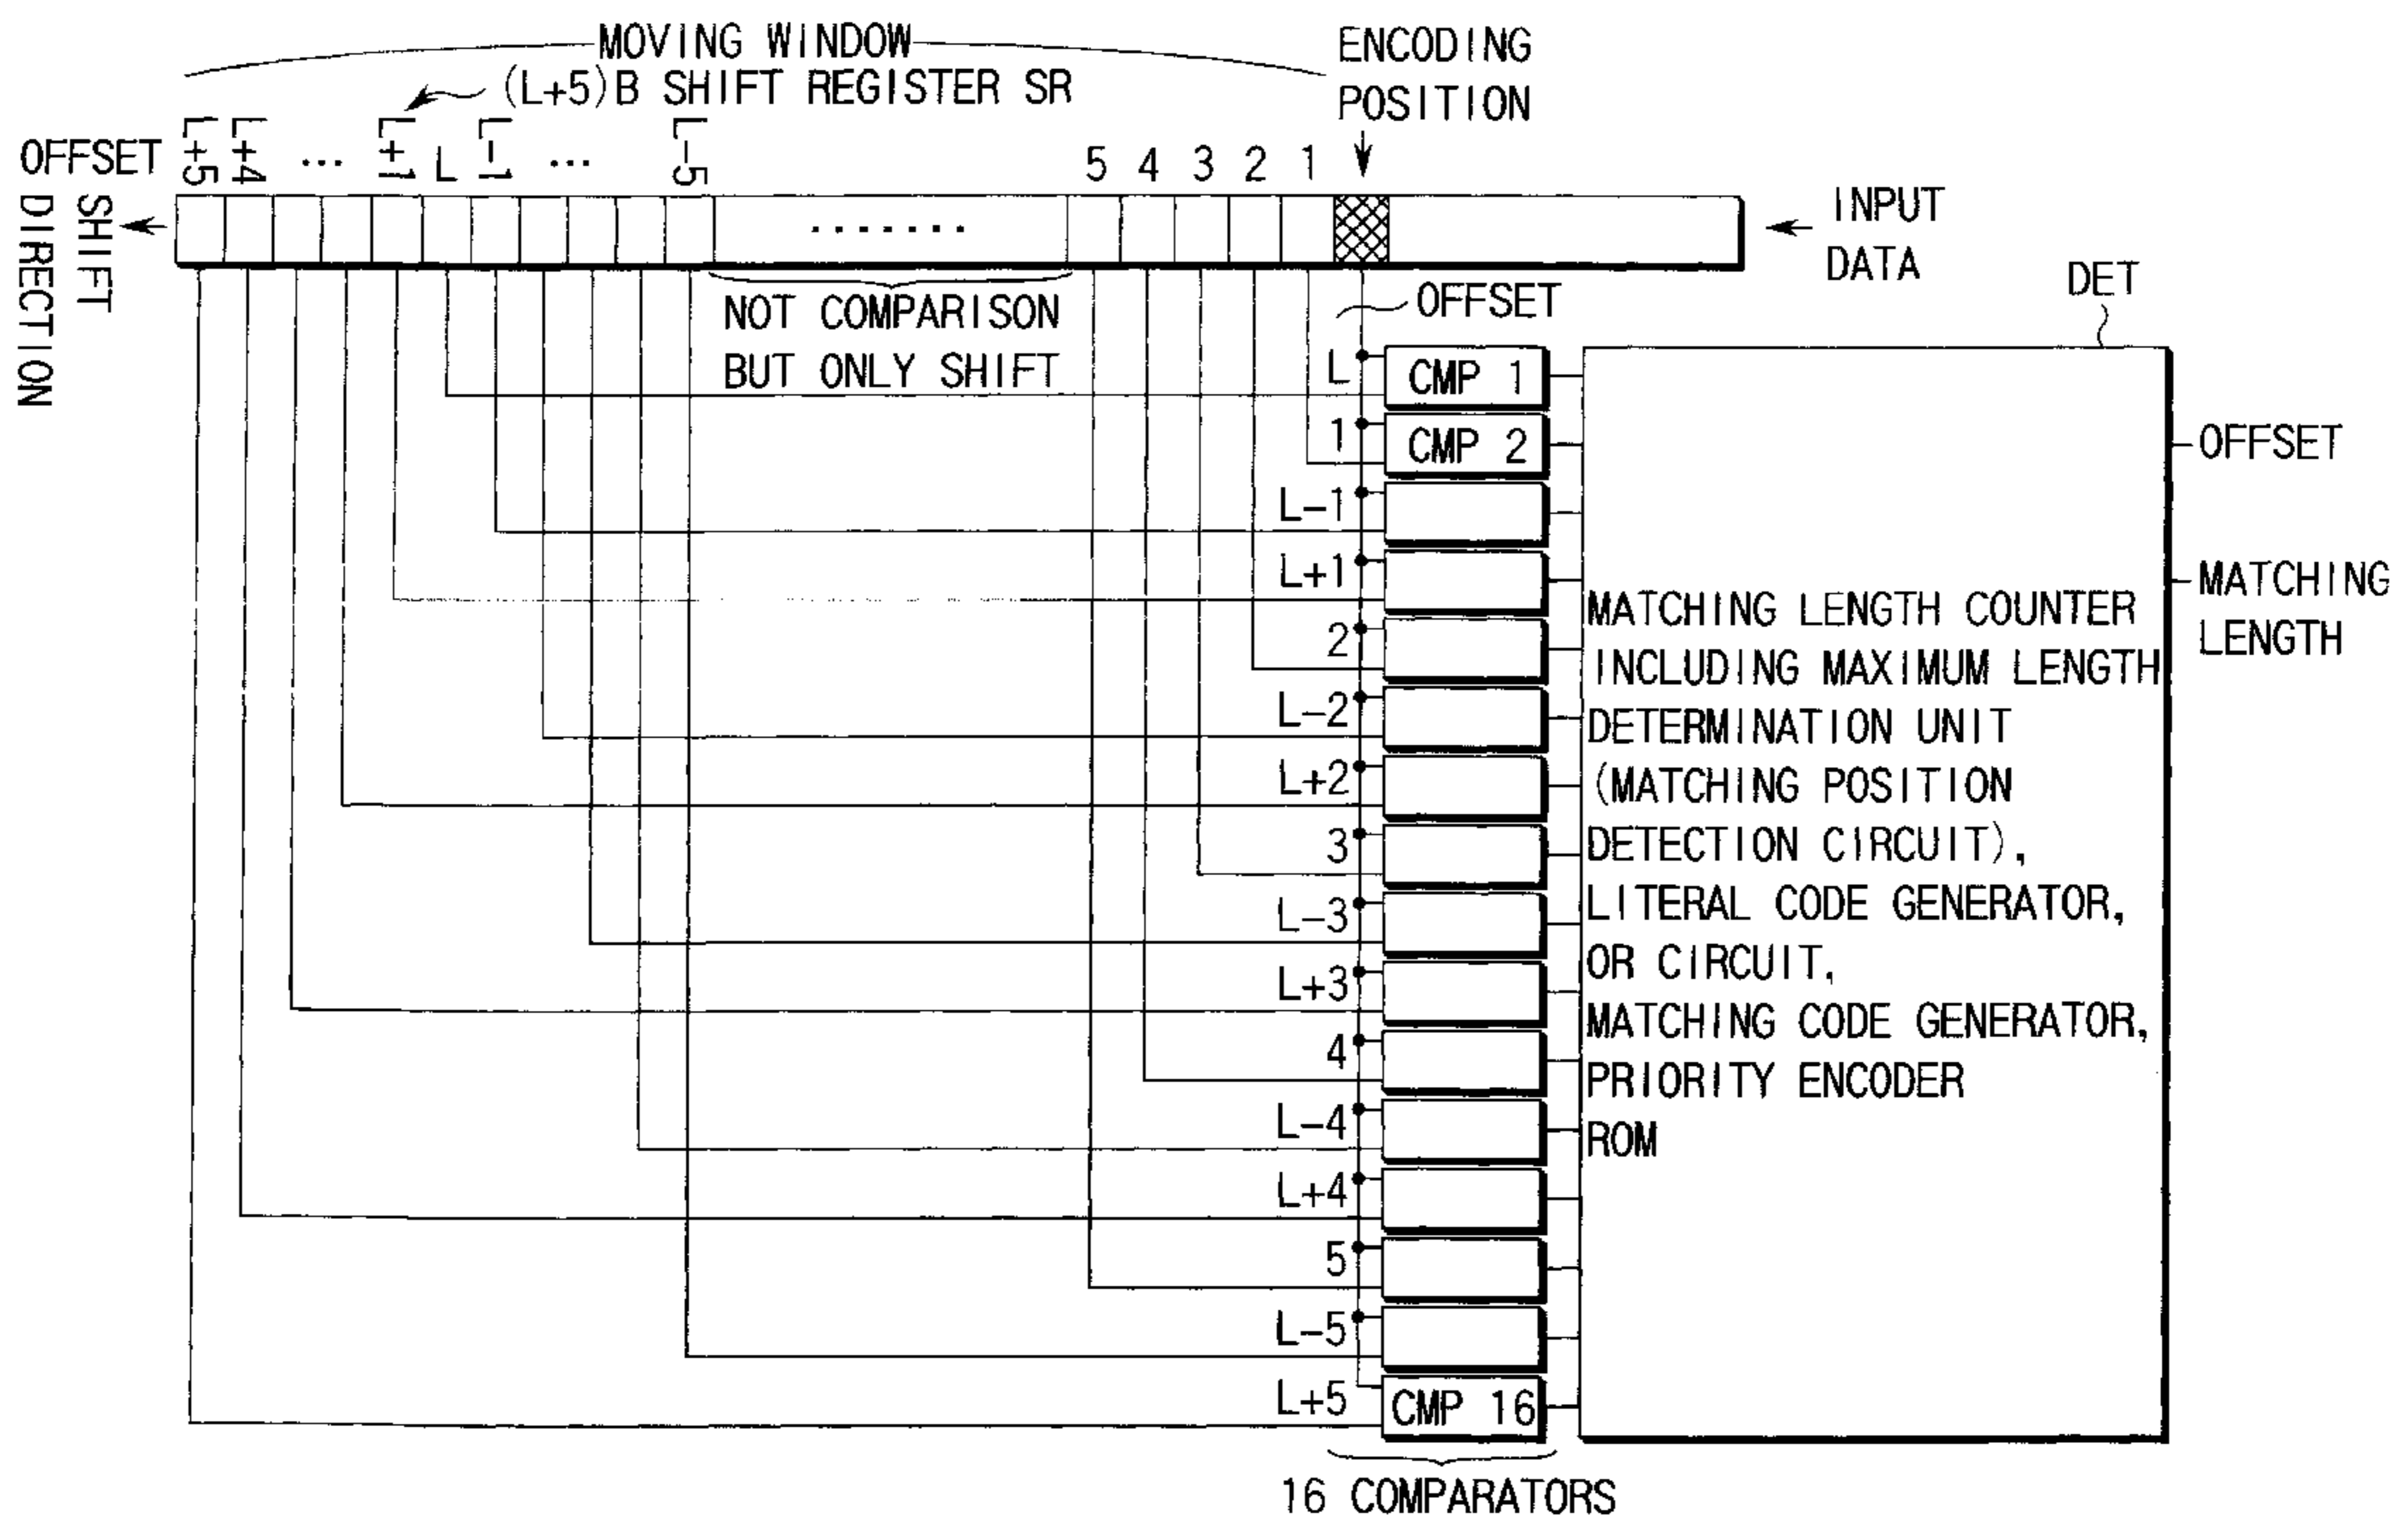 MOVING WINDOW
(L+5)B SHIFT REGISTER SR
ENCODING
POSITION
OFFSET
L+5
L+4
...
L+1
L
L-1
...
L-5
5
4
3
2
1
SHIFT
DIRECTION
.......
INPUT
DATA
NOT COMPARISON
BUT ONLY SHIFT
OFFSET
DET
L
CMP 1
1
CMP 2
L-1
L+1
2
L-2
L+2
3
L-3
L+3
4
L-4
L+4
5
L-5
L+5
CMP 16
16 COMPARATORS
MATCHING LENGTH COUNTER
INCLUDING MAXIMUM LENGTH
DETERMINATION UNIT
(MATCHING POSITION
DETECTION CIRCUIT),
LITERAL CODE GENERATOR,
OR CIRCUIT,
MATCHING CODE GENERATOR,
PRIORITY ENCODER
ROM
OFFSET
MATCHING
LENGTH